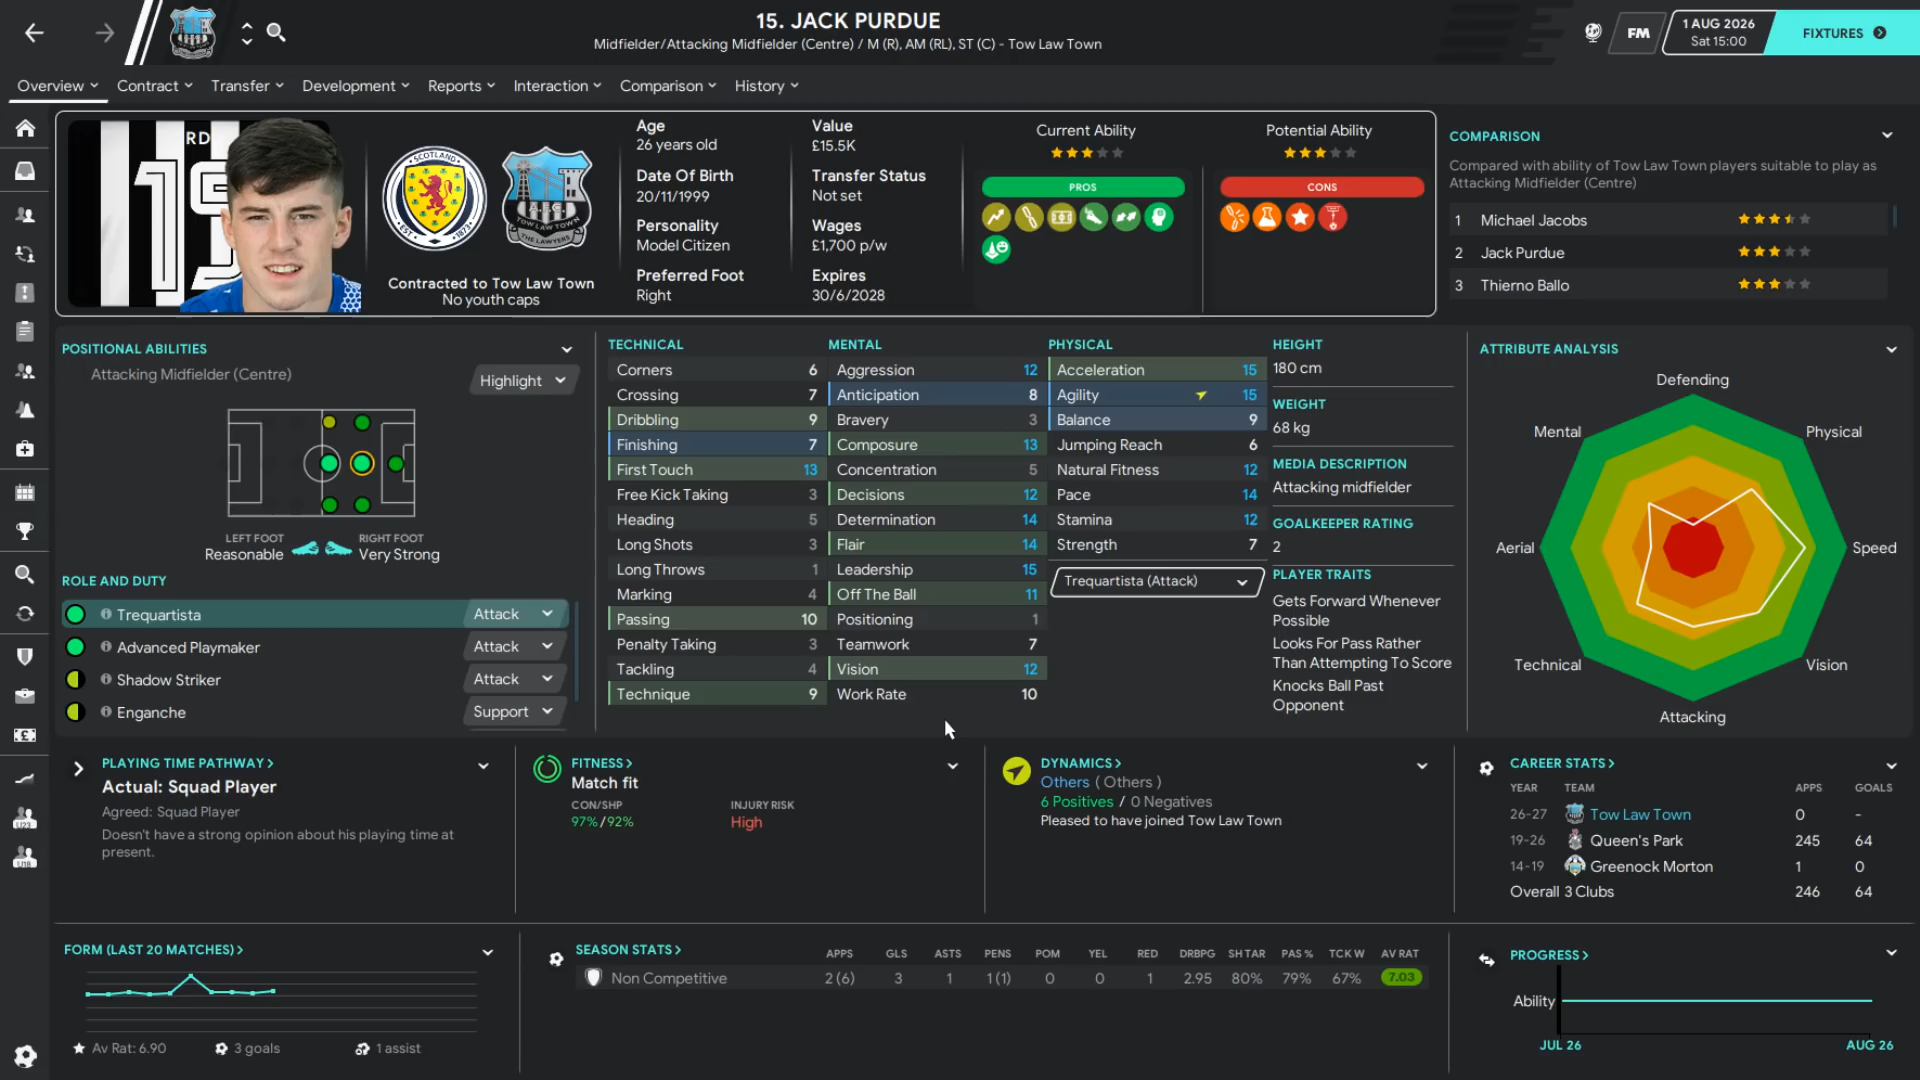 15. JACK PURDUE
Midfielder/Attacking Midfielder (Centre) / M (R), AM (RL), ST (C) - Tow Law Town
FM
1 AUG 2026
Sat 15:00
FIXTURES
Overview
Contract
Transfer
Development
Reports
Interaction
Comparison
History
RD
SCOTLAND
TOW LAW TOWN
THE LAWYERS
Contracted to Tow Law Town
No youth caps
Age
26 years old
Date Of Birth
20/11/1999
Personality
Model Citizen
Preferred Foot
Right
Value
£15.5K
Transfer Status
Not set
Wages
£1,700 p/w
Expires
30/6/2028
Current Ability
PROS
Potential Ability
CONS
COMPARISON
Compared with ability of Tow Law Town players suitable to play as
Attacking Midfielder (Centre)
1 Michael Jacobs
2 Jack Purdue
3 Thierno Ballo
POSITIONAL ABILITIES
Attacking Midfielder (Centre)
Highlight
LEFT FOOT
Reasonable
RIGHT FOOT
Very Strong
ROLE AND DUTY
Trequartista Attack
Advanced Playmaker Attack
Shadow Striker Attack
Enganche Support
TECHNICAL
Corners 6
Crossing 7
Dribbling 9
Finishing 7
First Touch 13
Free Kick Taking 3
Heading 5
Long Shots 3
Long Throws 1
Marking 4
Passing 10
Penalty Taking 3
Tackling 4
Technique 9
MENTAL
Aggression 12
Anticipation 8
Bravery 3
Composure 13
Concentration 5
Decisions 12
Determination 14
Flair 14
Leadership 15
Off The Ball 11
Positioning 1
Teamwork 7
Vision 12
Work Rate 10
PHYSICAL
Acceleration 15
Agility 15
Balance 9
Jumping Reach 6
Natural Fitness 12
Pace 14
Stamina 12
Strength 7
Trequartista (Attack)
HEIGHT
180 cm
WEIGHT
68 kg
MEDIA DESCRIPTION
Attacking midfielder
GOALKEEPER RATING
2
PLAYER TRAITS
Gets Forward Whenever
Possible
Looks For Pass Rather
Than Attempting To Score
Knocks Ball Past
Opponent
ATTRIBUTE ANALYSIS
Defending
Mental
Physical
Aerial
Speed
Technical
Vision
Attacking
PLAYING TIME PATHWAY
Actual: Squad Player
Agreed: Squad Player
Doesn't have a strong opinion about his playing time at
present.
FITNESS
Match fit
CON/SHP
97%/92%
INJURY RISK
High
DYNAMICS
Others ( Others )
6 Positives / 0 Negatives
Pleased to have joined Tow Law Town
CAREER STATS
YEAR TEAM APPS GOALS
26-27 Tow Law Town 0 -
19-26 Queen's Park 245 64
14-19 Greenock Morton 1 0
Overall 3 Clubs 246 64
FORM (LAST 20 MATCHES)
Av Rat: 6.90
3 goals
1 assist
SEASON STATS
APPS GLS ASTS PENS POM YEL RED DRBPG SH TAR PAS % TCK W AV RAT
Non Competitive 2 (6) 3 1 1(1) 0 0 1 2.95 80% 79% 67% 7.03
PROGRESS
Ability
JUL 26
AUG 26